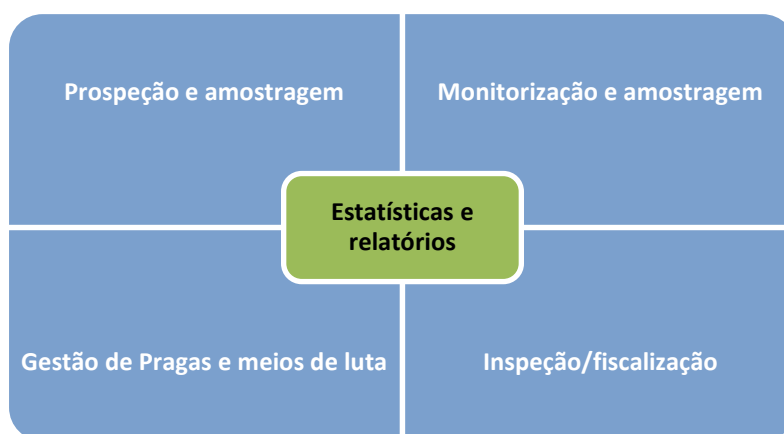 Prospeção e amostragem
Monitorização e amostragem
Estatísticas e
relatórios
Gestão de Pragas e meios de luta
Inspeção/fiscalização